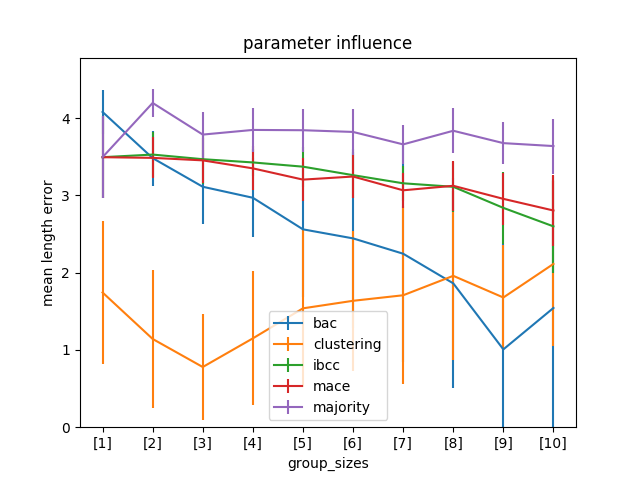 parameter influence
mean length error
4
3
2
1
0
bac
clustering
ibcc
mace
majority
[1] [2] [3] [4] [5] [6] [7] [8] [9] [10]
group_sizes